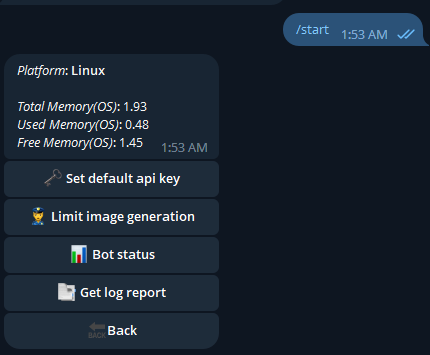 /start 1:53 AM
Platform: Linux
Total Memory(OS): 1.93
Used Memory(OS): 0.48
Free Memory(OS): 1.45
1:53 AM
Set default api key
Limit image generation
Bot status
Get log report
BACK Back